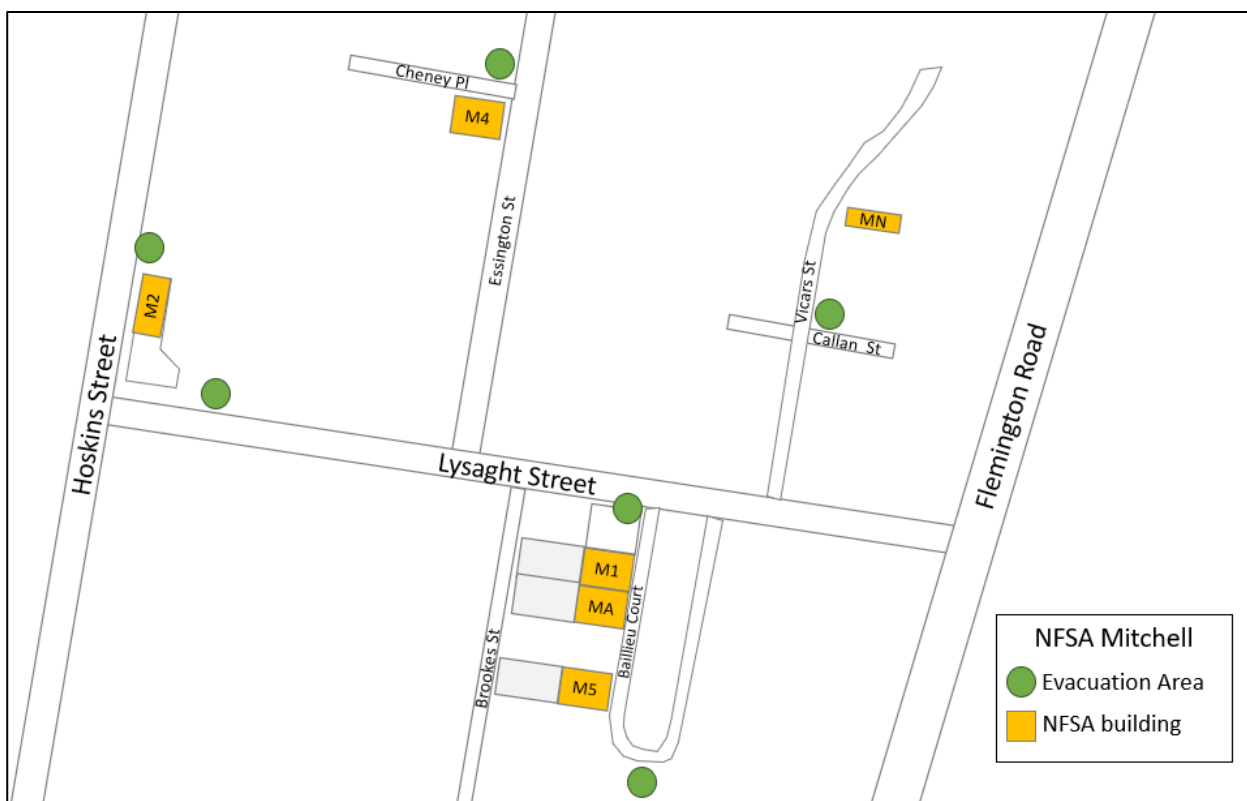 Cheney Pl
M4
Essington St
MN
Vicars St
Callan St
M2
Hoskins Street
Lysaght Street
Flemington Road
M1
MA
Baillieu Court
Brookes St
M5
NFSA Mitchell
Evacuation Area
NFSA building